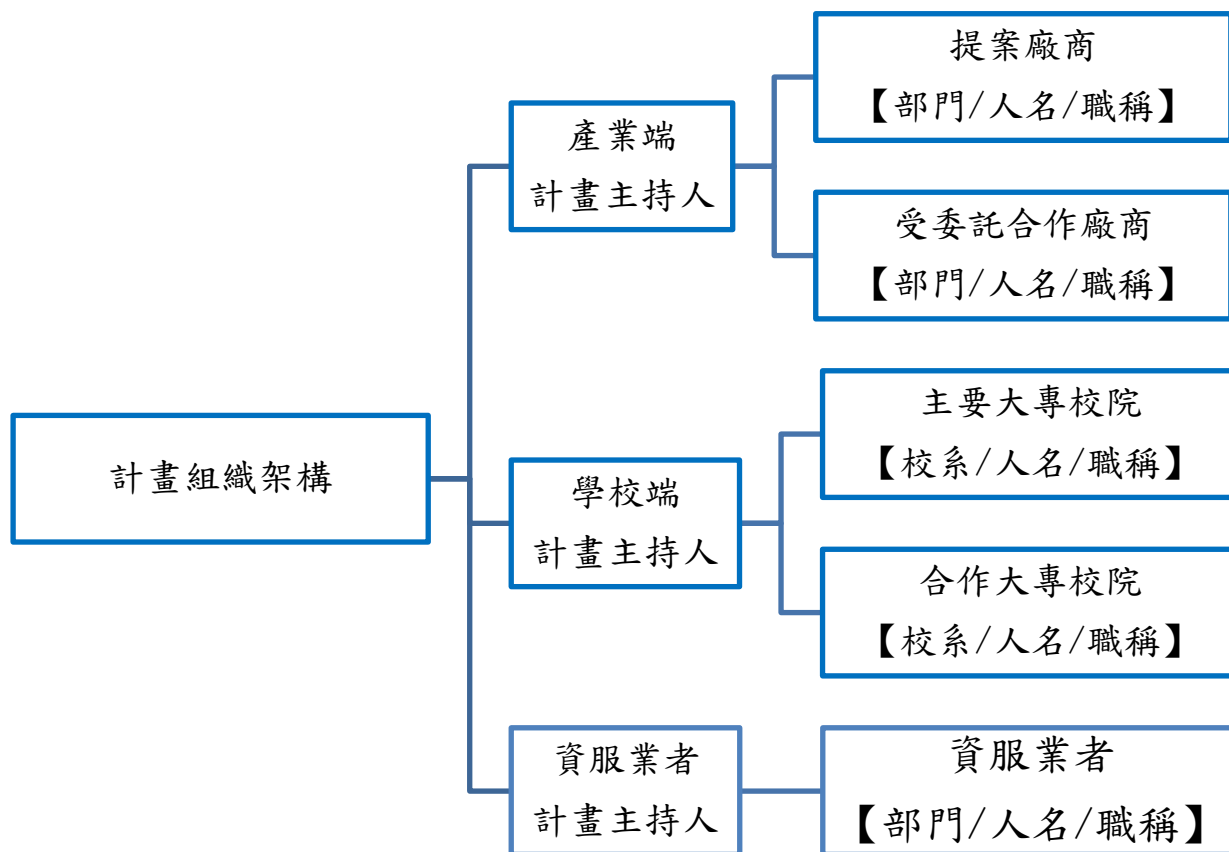 計畫組織架構
產業端
計畫主持人
提案廠商
【部門/人名/職稱】
受委託合作廠商
【部門/人名/職稱】
學校端
計畫主持人
主要大專校院
【校系/人名/職稱】
合作大專校院
【校系/人名/職稱】
資服業者
計畫主持人
資服業者
【部門/人名/職稱】